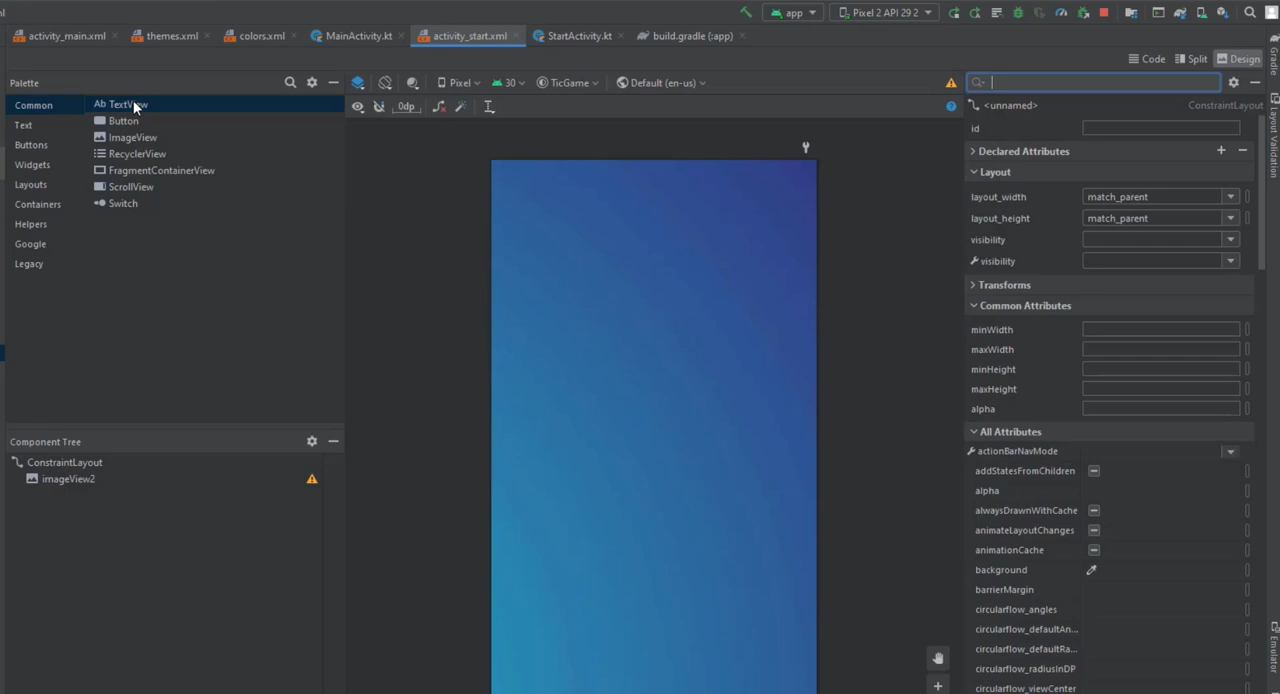 app
Pixel 2 API 29 2
activity_main.xml
themes.xml
colors.xml
MainActivity.kt
activity_start.xml
StartActivity.kt
build.gradle (:app)
Code
Split
Design
Palette
Pixel
30
TicGame
Default (en-us)
Common
Ab TextView
<unnamed>
ConstraintLayout
0dp
Text
Button
id
Buttons
ImageView
Declared Attributes
Widgets
RecyclerView
Layout
Layouts
FragmentContainerView
layout_width
match_parent
Containers
ScrollView
layout_height
match_parent
Helpers
Switch
visibility
Google
visibility
Legacy
Transforms
Common Attributes
minWidth
maxWidth
minHeight
maxHeight
alpha
Component Tree
All Attributes
ConstraintLayout
actionBarNavMode
imageView2
addStatesFromChildren
alpha
alwaysDrawnWithCache
animateLayoutChanges
animationCache
background
barrierMargin
circularflow_angles
circularflow_defaultAn...
circularflow_defaultRa...
circularflow_radiusInDP
circularflow_viewCenter
Gradle
Layout Validation
Emulator